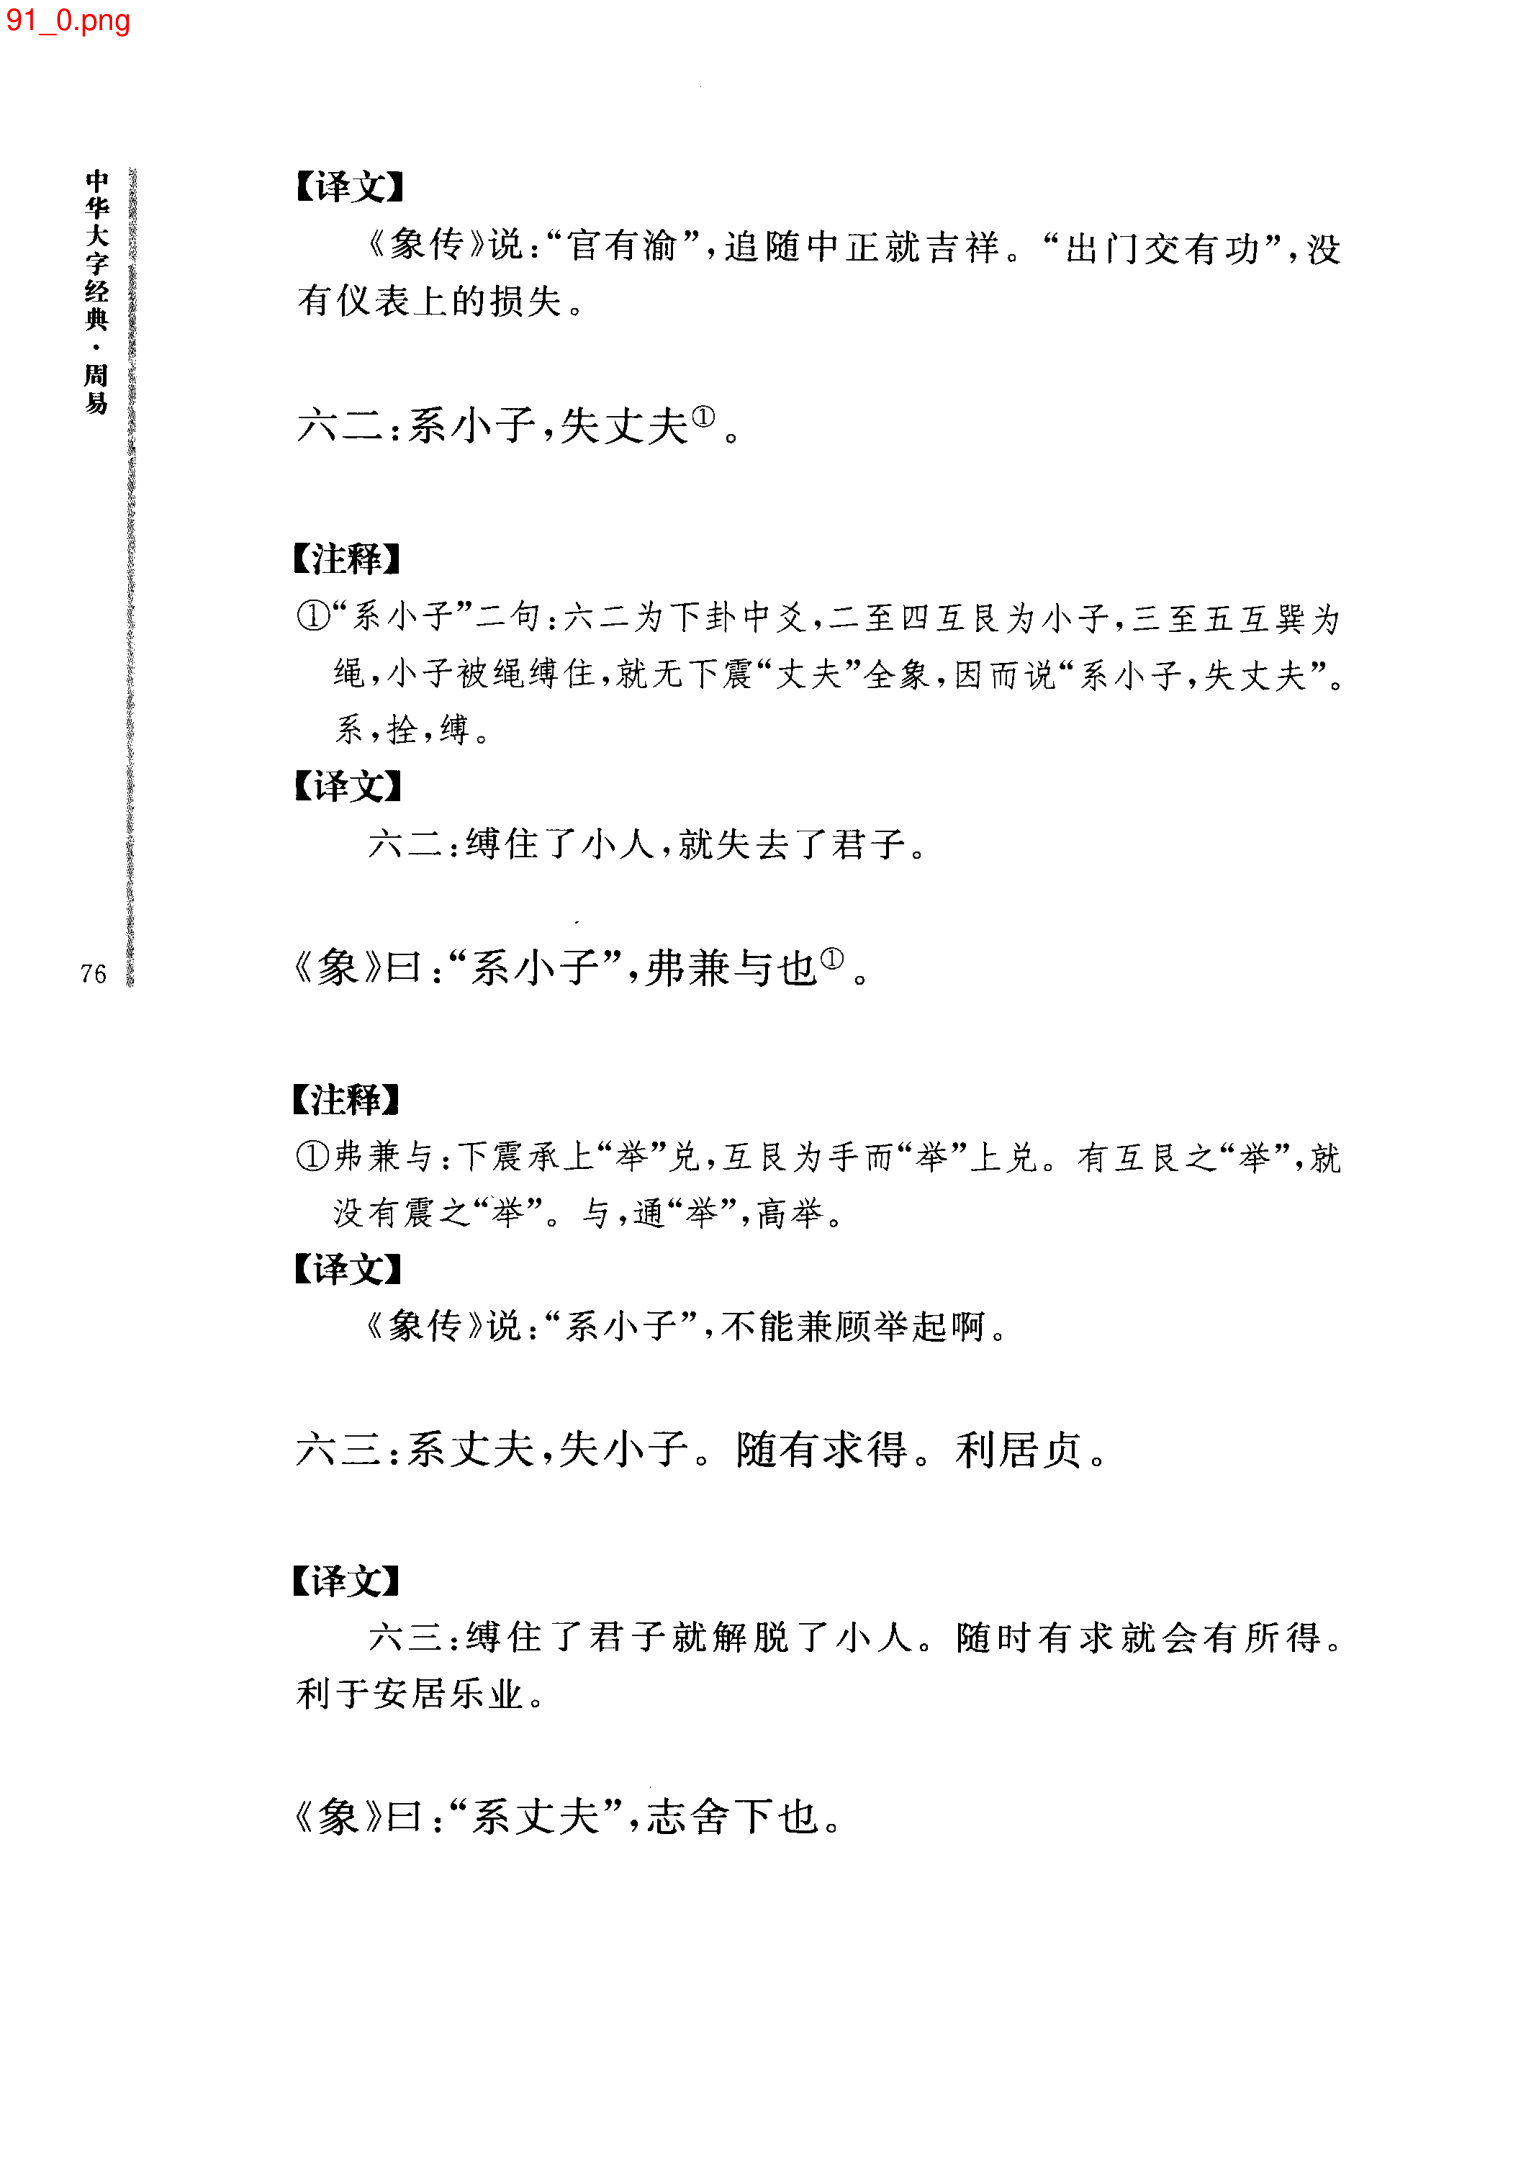 91_0.png
中华大字经典·周易
76
【译文】
《象传》说：“官有渝”，追随中正就吉祥。“出门交有功”，没
有仪表上的损失。
六二：系小子，失丈夫①。
【注释】
①“系小子”二句：六二为下卦中爻，二至四互艮为小子，三至五互巽为
绳，小子被绳缚住，就无下震“丈夫”全象，因而说“系小子，失丈夫”。
系，拴，缚。
【译文】
六二：缚住了小人，就失去了君子。
《象》曰：“系小子”，弗兼与也①。
【注释】
①弗兼与：下震承上“举”兑，互艮为手而“举”上兑。有互艮之“举”，就
没有震之“举”。与，通“举”，高举。
【译文】
《象传》说：“系小子”，不能兼顾举起啊。
六三：系丈夫，失小子。随有求得。利居贞。
【译文】
六三：缚住了君子就解脱了小人。随时有求就会有所得。
利于安居乐业。
《象》曰：“系丈夫”，志舍下也。